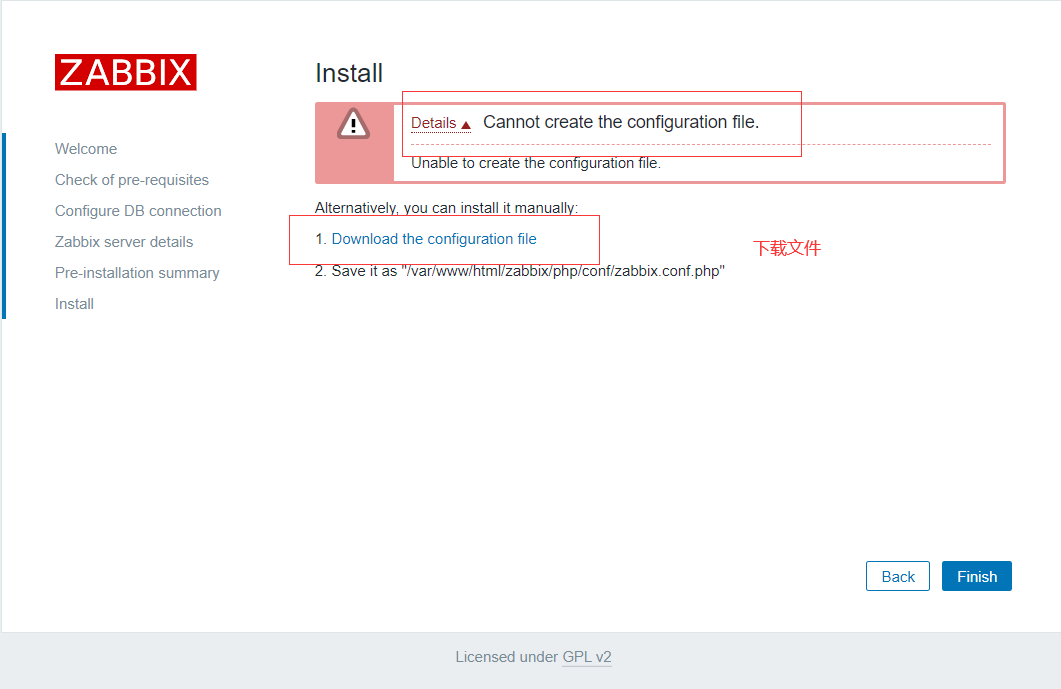 ZABBIX
Welcome
Check of pre-requisites
Configure DB connection
Zabbix server details
Pre-installation summary
Install
Install
Details Cannot create the configuration file.
Unable to create the configuration file.
Alternatively, you can install it manually:
1. Download the configuration file
下载文件
2. Save it as "/var/www/html/zabbix/php/conf/zabbix.conf.php"
Back Finish
Licensed under GPL v2